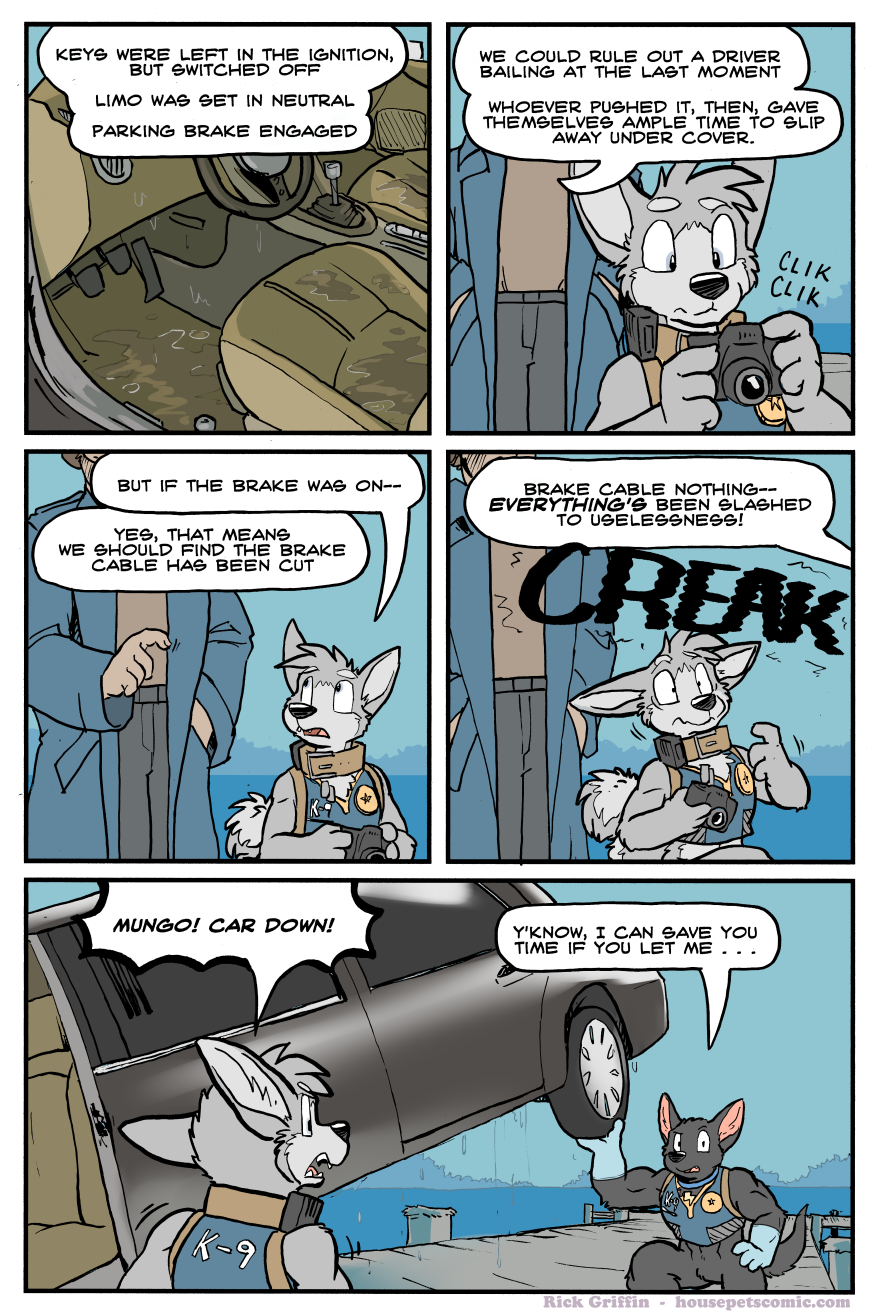 KEYS WERE LEFT IN THE IGNITION,
BUT SWITCHED OFF
LIMO WAS SET IN NEUTRAL
PARKING BRAKE ENGAGED
WE COULD RULE OUT A DRIVER
BAILING AT THE LAST MOMENT
WHOEVER PUSHED IT, THEN, GAVE
THEMSELVES AMPLE TIME TO SLIP
AWAY UNDER COVER.
CLIK
CLIK
BUT IF THE BRAKE WAS ON--
YES, THAT MEANS
WE SHOULD FIND THE BRAKE
CABLE HAS BEEN CUT
K-9
BRAKE CABLE NOTHING--
EVERYTHING'S BEEN SLASHED
TO USELESSNESS!
CREAK
MUNGO! CAR DOWN!
Y'KNOW, I CAN SAVE YOU
TIME IF YOU LET ME . . .
K-9
K-9
Rick Griffin - housepetscomic.com